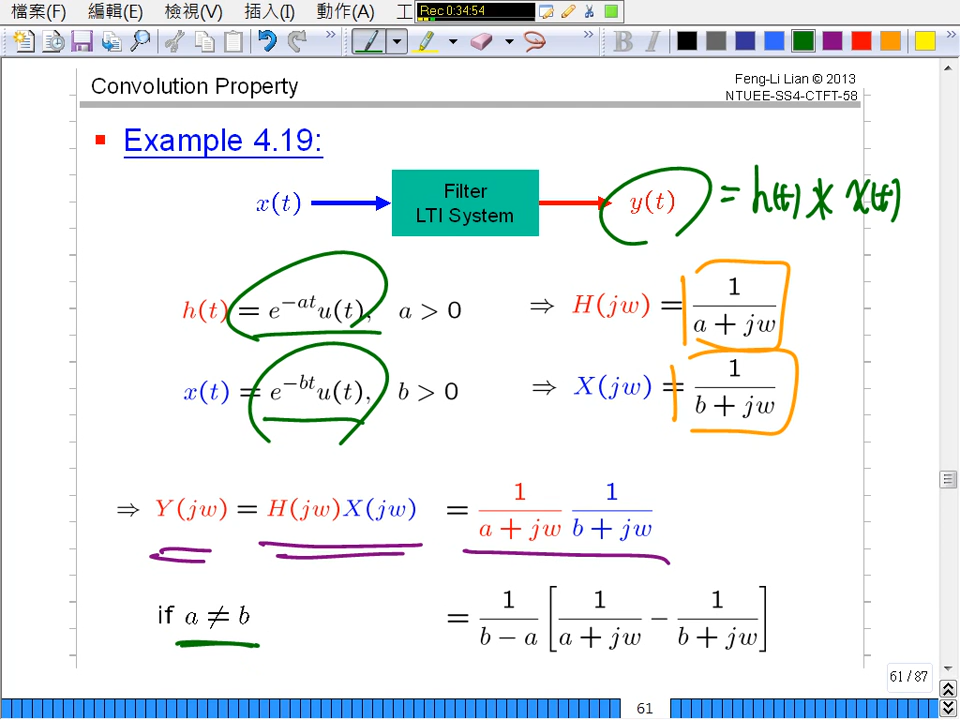 檔案(F) 編輯(E) 檢視(V) 插入(I) 動作(A) 工 Rec 0:34:54
B I
Convolution Property
Feng-Li Lian © 2013
NTUEE-SS4-CTFT-58
Example 4.19:
x(t) Filter LTI System y(t) = h(t) * x(t)
h(t) = e^{-at}u(t), a > 0 ⇒ H(jw) = 1/(a + jw)
x(t) = e^{-bt}u(t), b > 0 ⇒ X(jw) = 1/(b + jw)
⇒ Y(jw) = H(jw)X(jw) = 1/(a + jw) 1/(b + jw)
if a ≠ b = 1/(b − a) [1/(a + jw) − 1/(b + jw)]
61 / 87
61